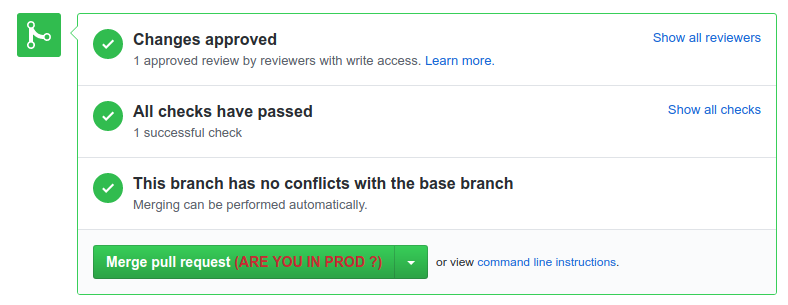 Changes approved
Show all reviewers
1 approved review by reviewers with write access. Learn more.
All checks have passed
Show all checks
1 successful check
This branch has no conflicts with the base branch
Merging can be performed automatically.
Merge pull request (ARE YOU IN PROD ?)
or view command line instructions.